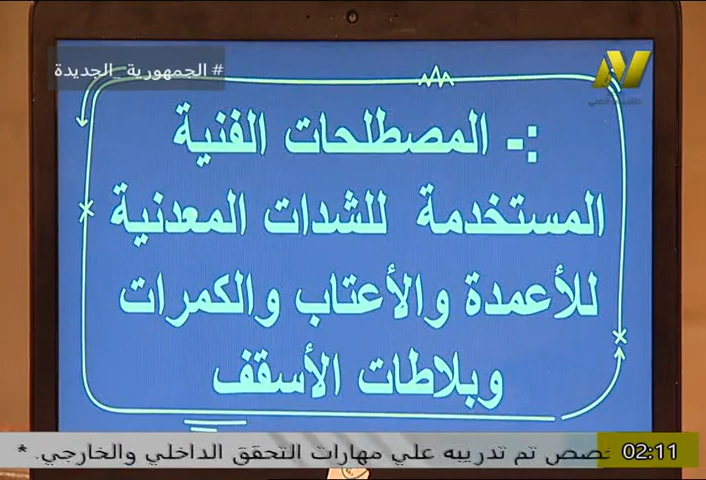 # الجمهورية_الجديدة
:- المصطلحات الفنية
المستخدمة للشدات المعدنية
للأعمدة والأعتاب والكمرات
وبلاطات الأسقف
تم تدريبه علي مهارات التحقق الداخلي والخارجي. *
02:11